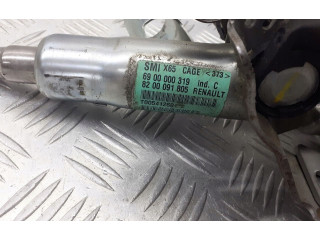 SMI X65 CADE <373>
69 00 000 319 ind. C
82 00 091 805 RENAULT